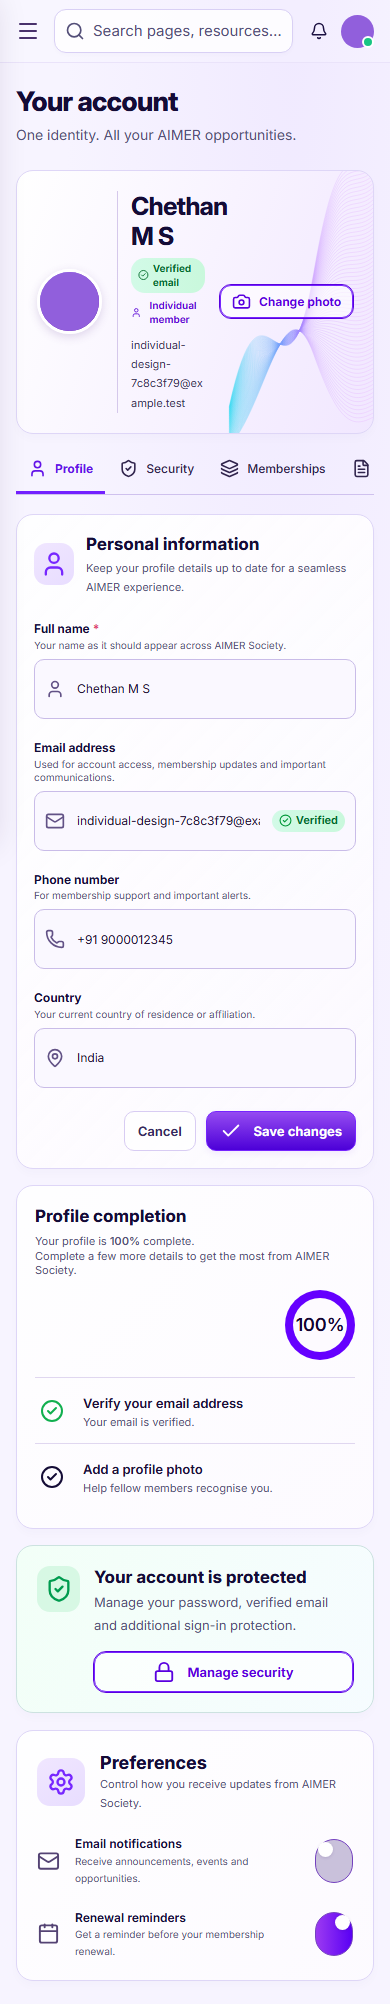 Search pages, resources...
Your account
One identity. All your AIMER opportunities.
Chethan
M S
Verified
email
Individual
member
individual-
design-
7c8c3f79@ex
ample.test
Change photo
Profile
Security
Memberships
Personal information
Keep your profile details up to date for a seamless
AIMER experience.
Full name *
Your name as it should appear across AIMER Society.
Chethan M S
Email address
Used for account access, membership updates and important
communications.
individual-design-7c8c3f79@exa
Verified
Phone number
For membership support and important alerts.
+91 9000012345
Country
Your current country of residence or affiliation.
India
Cancel
Save changes
Profile completion
Your profile is 100% complete.
Complete a few more details to get the most from AIMER
Society.
100%
Verify your email address
Your email is verified.
Add a profile photo
Help fellow members recognise you.
Your account is protected
Manage your password, verified email
and additional sign-in protection.
Manage security
Preferences
Control how you receive updates from AIMER
Society.
Email notifications
Receive announcements, events and
opportunities.
Renewal reminders
Get a reminder before your membership
renewal.